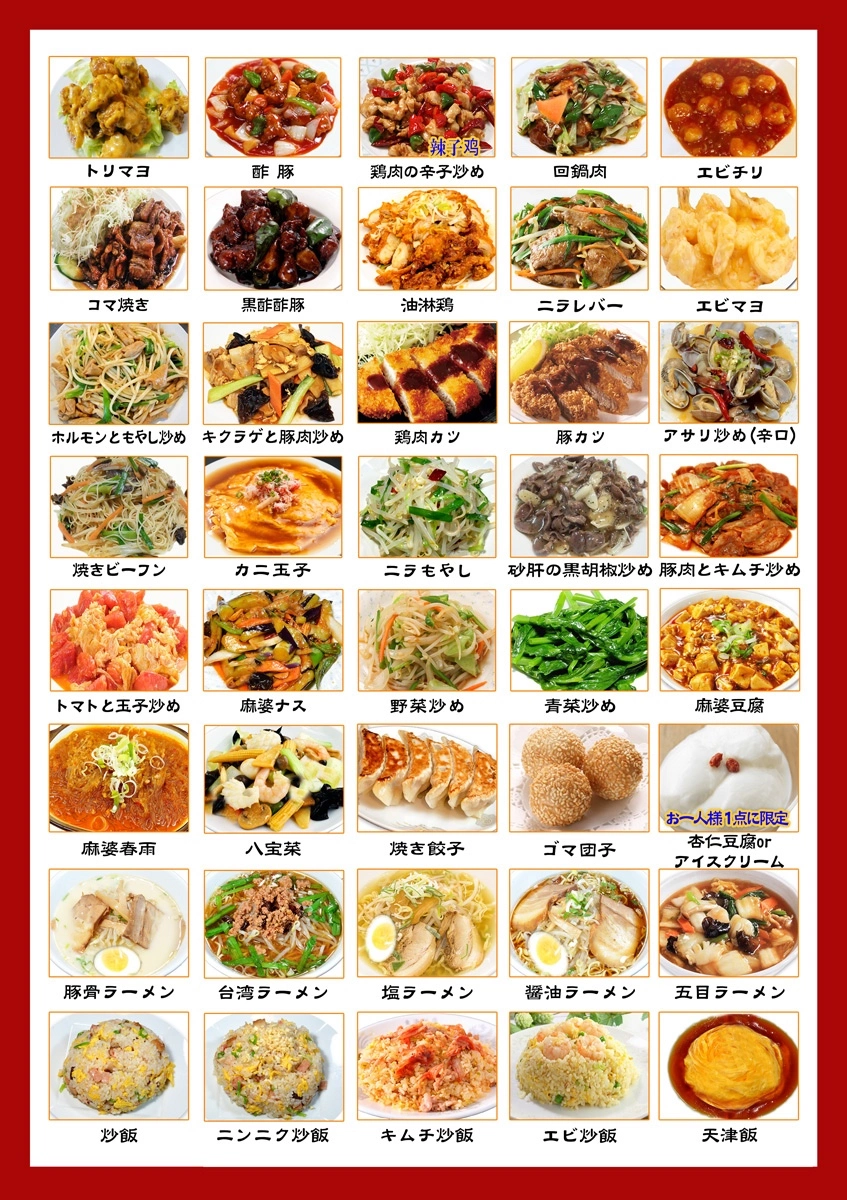 トリマヨ
酢豚
辣子鸡
鶏肉の辛子炒め
回鍋肉
エビチリ
コマ焼き
黒酢酢豚
油淋鶏
ニラレバー
エビマヨ
ホルモンともやし炒め
キクラゲと豚肉炒め
鶏肉カツ
豚カツ
アサリ炒め(辛口)
焼きビーフン
カニ玉子
ニラもやし
砂肝の黒胡椒炒め
豚肉とキムチ炒め
トマトと玉子炒め
麻婆ナス
野菜炒め
青菜炒め
麻婆豆腐
麻婆春雨
八宝菜
焼き餃子
ゴマ団子
お一人様1点に限定
杏仁豆腐or
アイスクリーム
豚骨ラーメン
台湾ラーメン
塩ラーメン
醤油ラーメン
五目ラーメン
炒飯
ニンニク炒飯
キムチ炒飯
エビ炒飯
天津飯